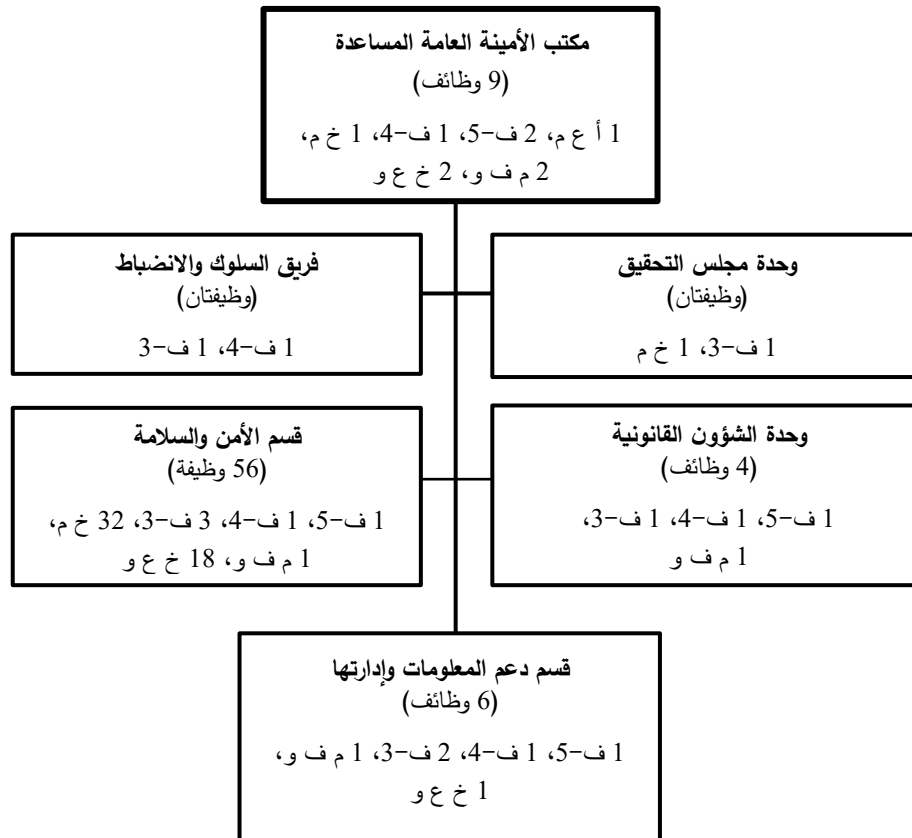 مكتب الأمينة العامة المساعدة
(9 وظائف)
1 أ ع م، 2 ف-5، 1 ف-4، 1 خ م،
2 م ف و، 2 خ ع و
وحدة مجلس التحقيق
(وظيفتان)
1 ف-3، 1 خ م
فريق السلوك والانضباط
(وظيفتان)
1 ف-4، 1 ف-3
وحدة الشؤون القانونية
(4 وظائف)
1 ف-5، 1 ف-4، 1 ف-3،
1 م ف و
قسم الأمن والسلامة
(56 وظيفة)
1 ف-5، 1 ف-4، 3 ف-3، 32 خ م،
1 م ف و، 18 خ ع و
قسم دعم المعلومات وإدارتها
(6 وظائف)
1 ف-5، 1 ف-4، 2 ف-3، 1 م ف و،
1 خ ع و